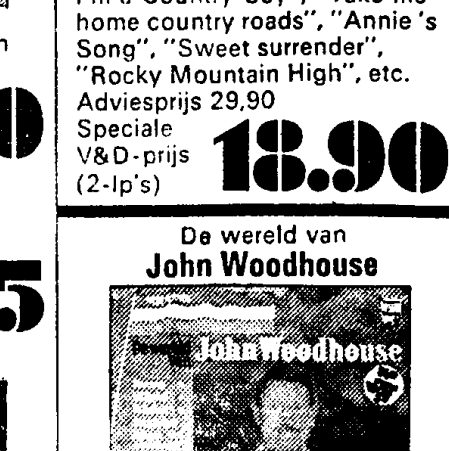 home country roads", "Annie's
Song", "Sweet surrender",
"Rocky Mountain High", etc.
Adviesprijs 29,90
Speciale
V&D-prijs
(2-lp's)
18.90
De wereld van
John Woodhouse
John Woodhouse